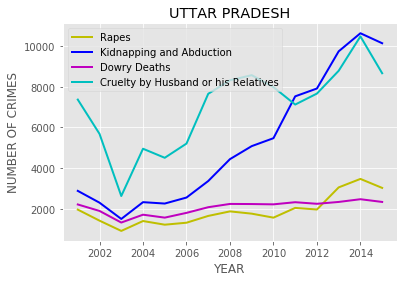 UTTAR PRADESH
Rapes
Kidnapping and Abduction
Dowry Deaths
Cruelty by Husband or his Relatives
NUMBER OF CRIMES
10000
8000
6000
4000
2000
2002 2004 2006 2008 2010 2012 2014
YEAR